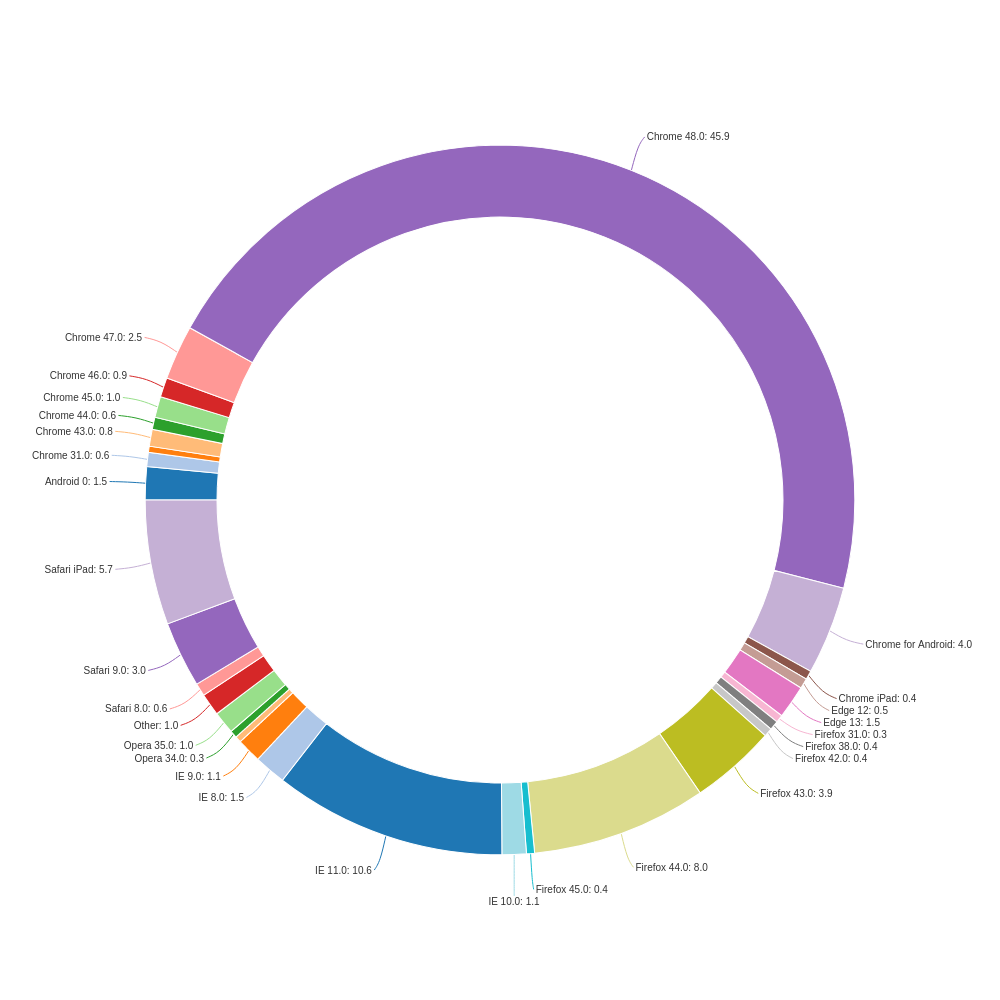 Chrome 48.0: 45.9
Chrome 47.0: 2.5
Chrome 46.0: 0.9
Chrome 45.0: 1.0
Chrome 44.0: 0.6
Chrome 43.0: 0.8
Chrome 31.0: 0.6
Android 0: 1.5
Safari iPad: 5.7
Chrome for Android: 4.0
Safari 9.0: 3.0
Chrome iPad: 0.4
Safari 8.0: 0.6
Edge 12: 0.5
Other: 1.0
Edge 13: 1.5
Firefox 31.0: 0.3
Opera 35.0: 1.0
Firefox 38.0: 0.4
Opera 34.0: 0.3
Firefox 42.0: 0.4
IE 9.0: 1.1
Firefox 43.0: 3.9
IE 8.0: 1.5
Firefox 44.0: 8.0
IE 11.0: 10.6
Firefox 45.0: 0.4
IE 10.0: 1.1